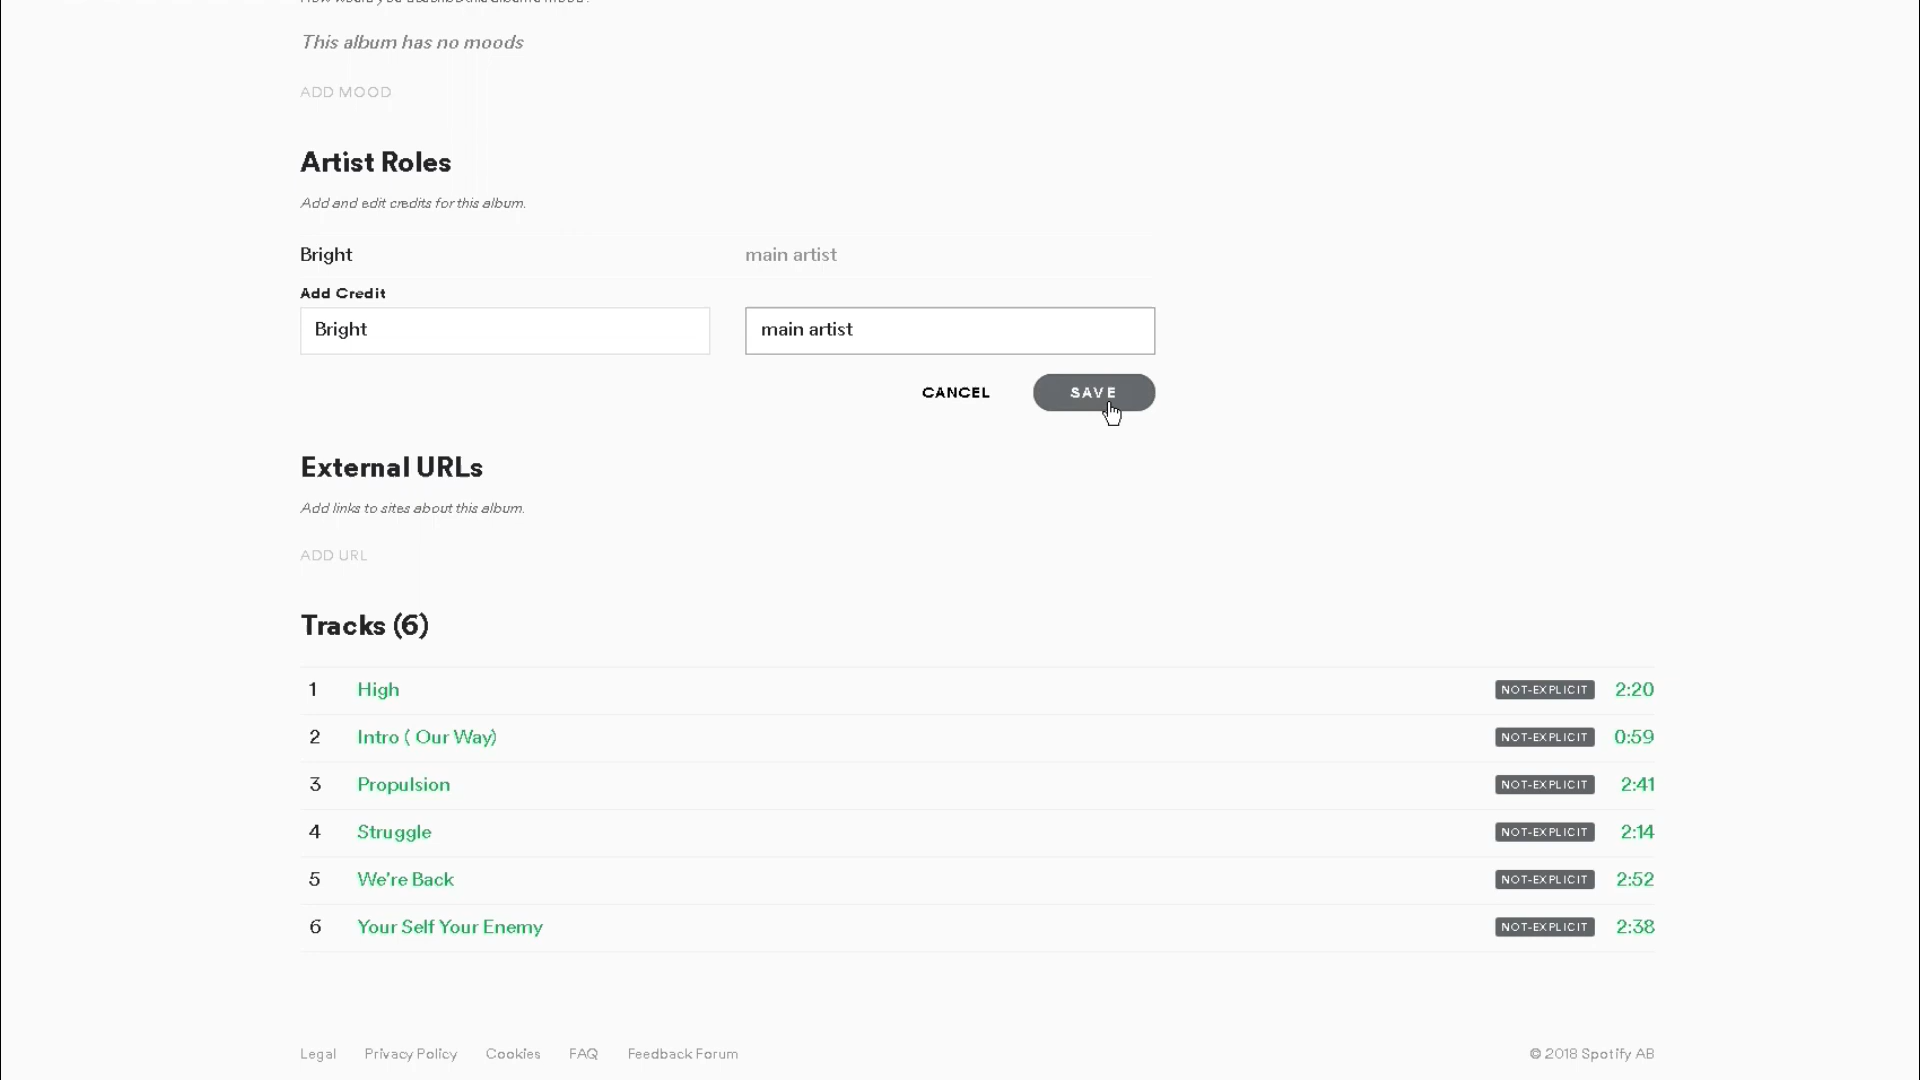 This album has no moods
ADD MOOD
Artist Roles
Add and edit credits for this album.
Bright main artist
Add Credit
Bright main artist
CANCEL SAVE
External URLs
Add links to sites about this album.
ADD URL
Tracks (6)
1 High NOT-EXPLICIT 2:20
2 Intro ( Our Way) NOT-EXPLICIT 0:59
3 Propulsion NOT-EXPLICIT 2:41
4 Struggle NOT-EXPLICIT 2:14
5 We're Back NOT-EXPLICIT 2:52
6 Your Self Your Enemy NOT-EXPLICIT 2:38
Legal Privacy Policy Cookies FAQ Feedback Forum © 2018 Spotify AB